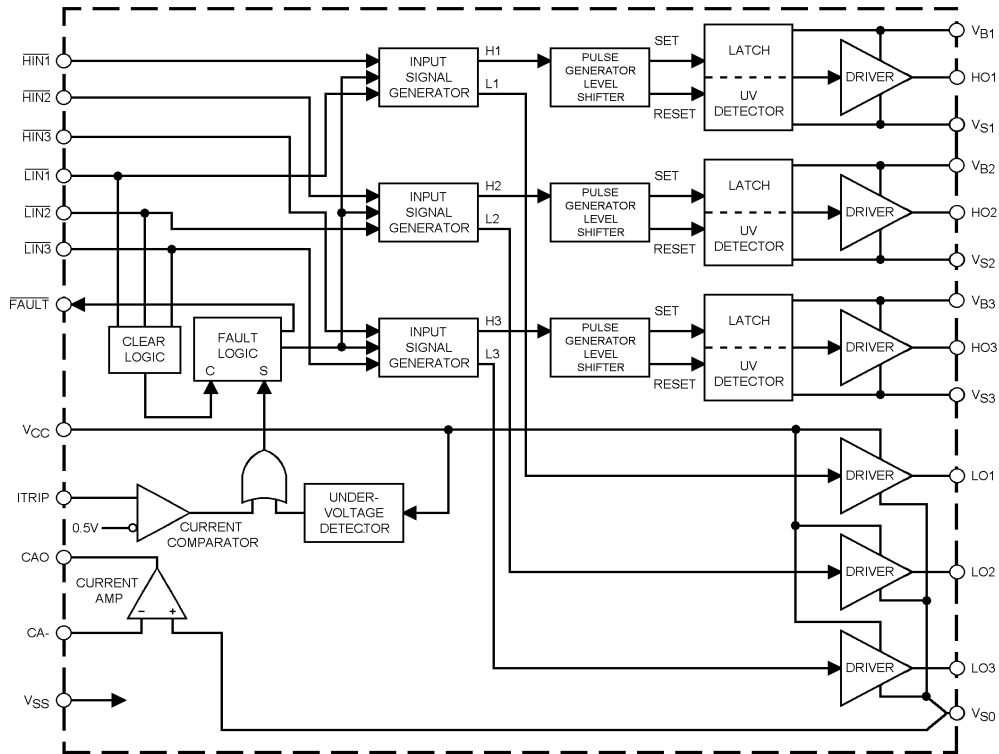 HIN1
HIN2
HIN3
LIN1
LIN2
LIN3
FAULT
CLEAR
LOGIC
FAULT
LOGIC
C S
VCC
ITRIP
0.5V
CURRENT
COMPARATOR
UNDER-
VOLTAGE
DETECTOR
CAO
CURRENT
AMP
- +
CA-
VSS
INPUT
SIGNAL
GENERATOR
H1
L1
PULSE
GENERATOR
LEVEL
SHIFTER
SET
RESET
LATCH
UV
DETECTOR
DRIVER
VB1
HO1
VS1
INPUT
SIGNAL
GENERATOR
H2
L2
PULSE
GENERATOR
LEVEL
SHIFTER
SET
RESET
LATCH
UV
DETECTOR
DRIVER
VB2
HO2
VS2
INPUT
SIGNAL
GENERATOR
H3
L3
PULSE
GENERATOR
LEVEL
SHIFTER
SET
RESET
LATCH
UV
DETECTOR
DRIVER
VB3
HO3
VS3
DRIVER
LO1
DRIVER
LO2
DRIVER
LO3
VS0